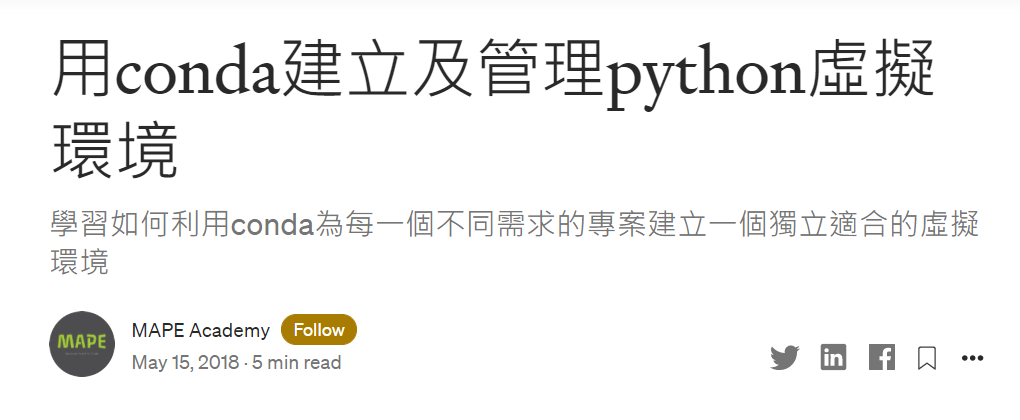 用conda建立及管理python虛擬
環境
學習如何利用conda為每一個不同需求的專案建立一個獨立適合的虛擬
環境
MAPE
MAPE Academy Follow
May 15, 2018 · 5 min read